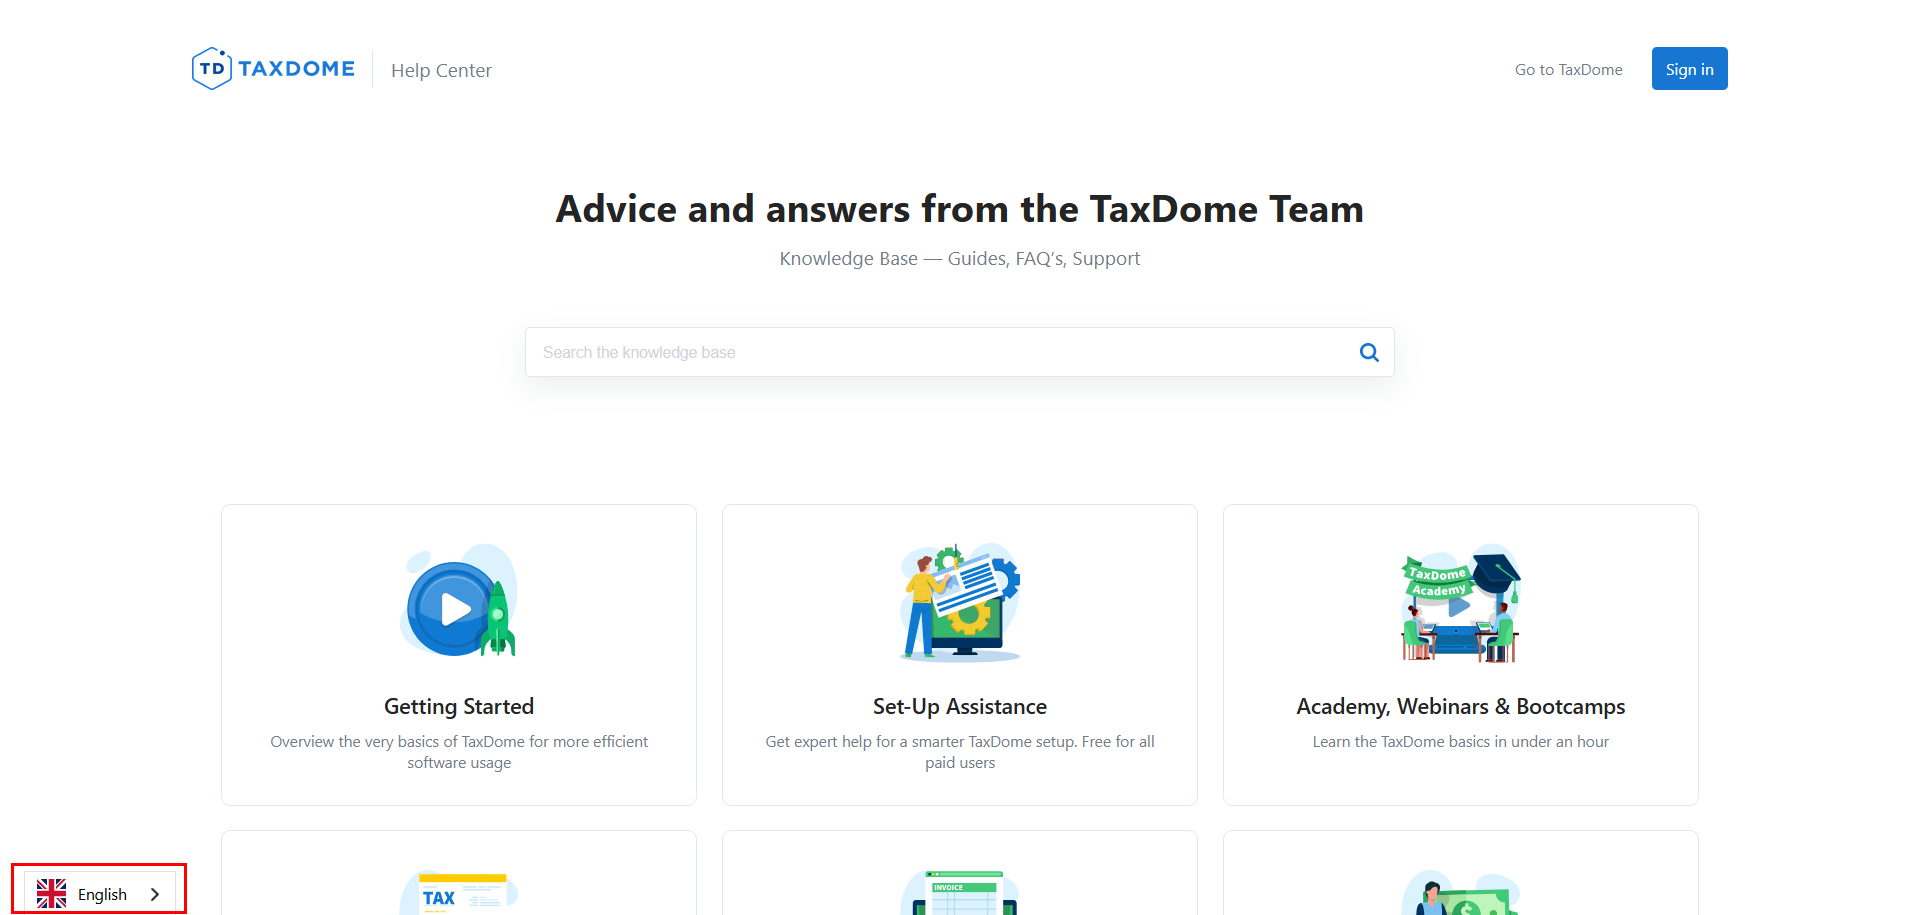 TD TAXDOME
Help Center
Go to TaxDome
Sign in
Advice and answers from the TaxDome Team
Knowledge Base — Guides, FAQ’s, Support
Search the knowledge base
TaxDome
Academy
Getting Started
Overview the very basics of TaxDome for more efficient
software usage
Set-Up Assistance
Get expert help for a smarter TaxDome setup. Free for all
paid users
Academy, Webinars & Bootcamps
Learn the TaxDome basics in under an hour
TAX
INVOICE
$
English